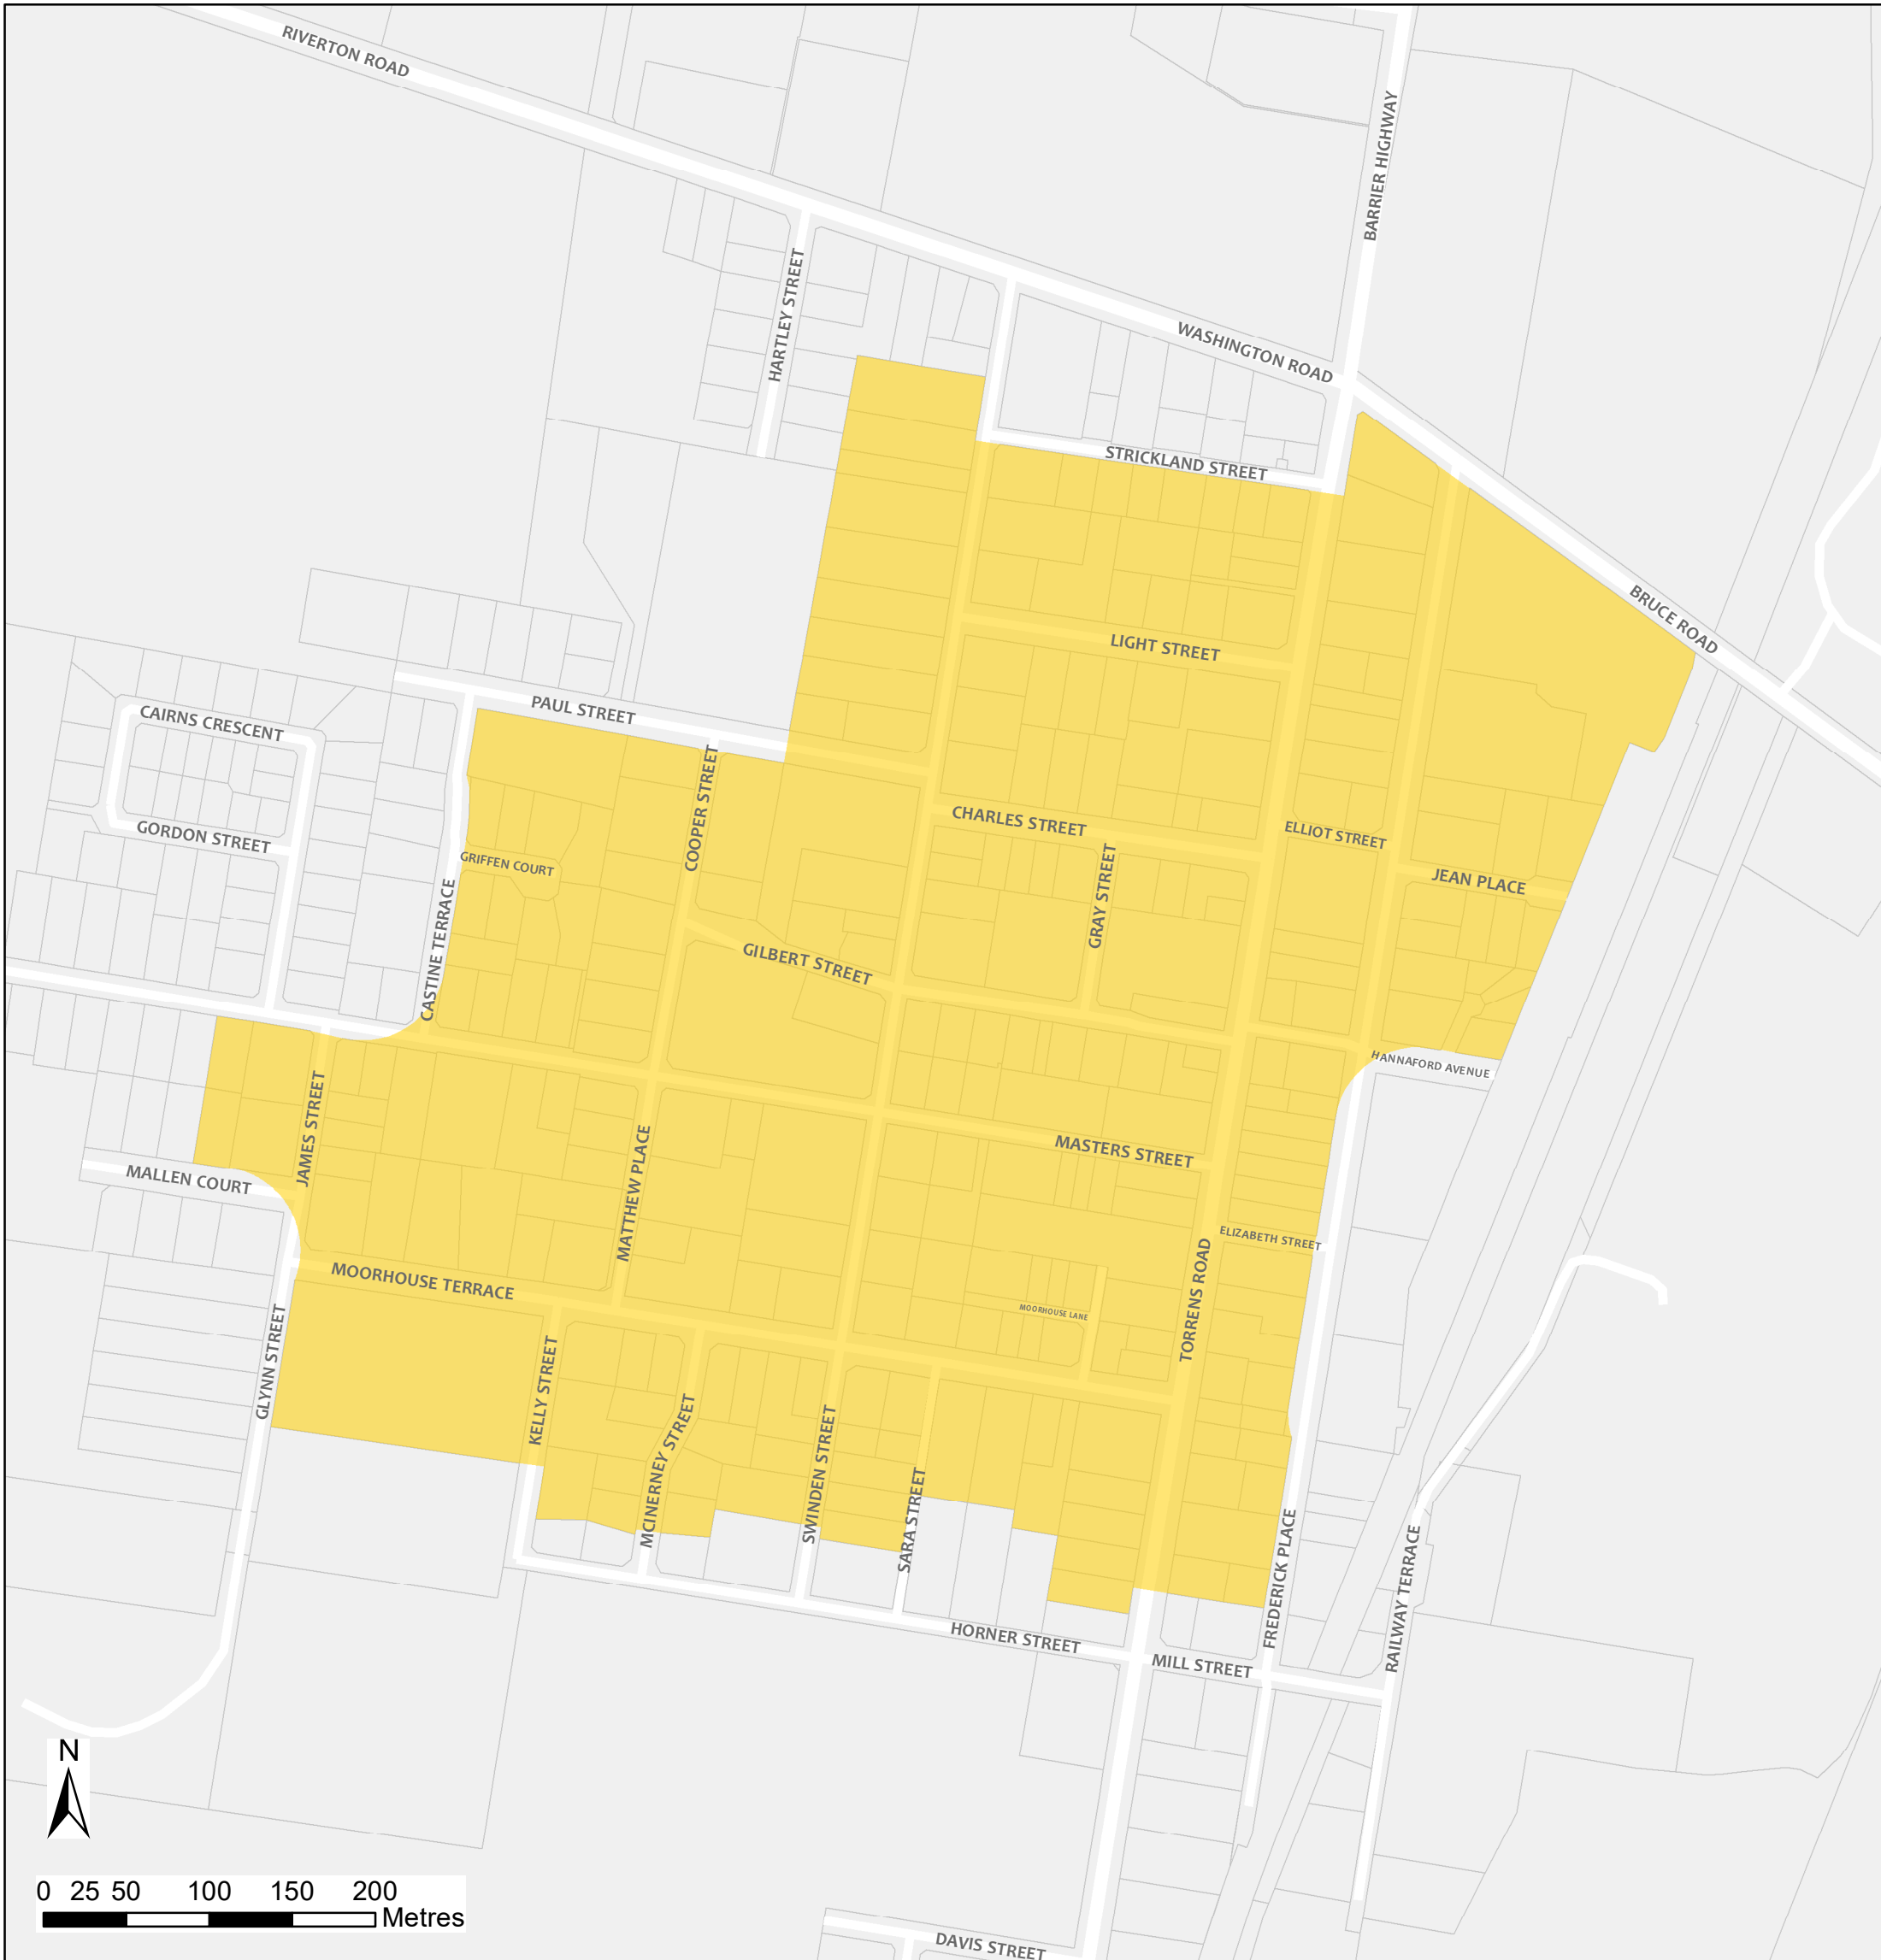 RIVERTON ROAD
BARRIER HIGHWAY
HARTLEY STREET
WASHINGTON ROAD
STRICKLAND STREET
BRUCE ROAD
LIGHT STREET
PAUL STREET
CAIRNS CRESCENT
COOPER STREET
CHARLES STREET
ELLIOT STREET
GORDON STREET
GRIFFEN COURT
GRAY STREET
JEAN PLACE
CASTINE TERRACE
GILBERT STREET
HANNAFORD AVENUE
JAMES STREET
MATTHEW PLACE
MASTERS STREET
MALLEN COURT
ELIZABETH STREET
MOORHOUSE TERRACE
TORRENS ROAD
MOORHOUSE LANE
GLYNN STREET
KELLY STREET
MCINERNEY STREET
SWINDEN STREET
SARA STREET
FREDERICK PLACE
RAILWAY TERRACE
HORNER STREET
MILL STREET
N
0 25 50 100 150 200
Metres
DAVIS STREET